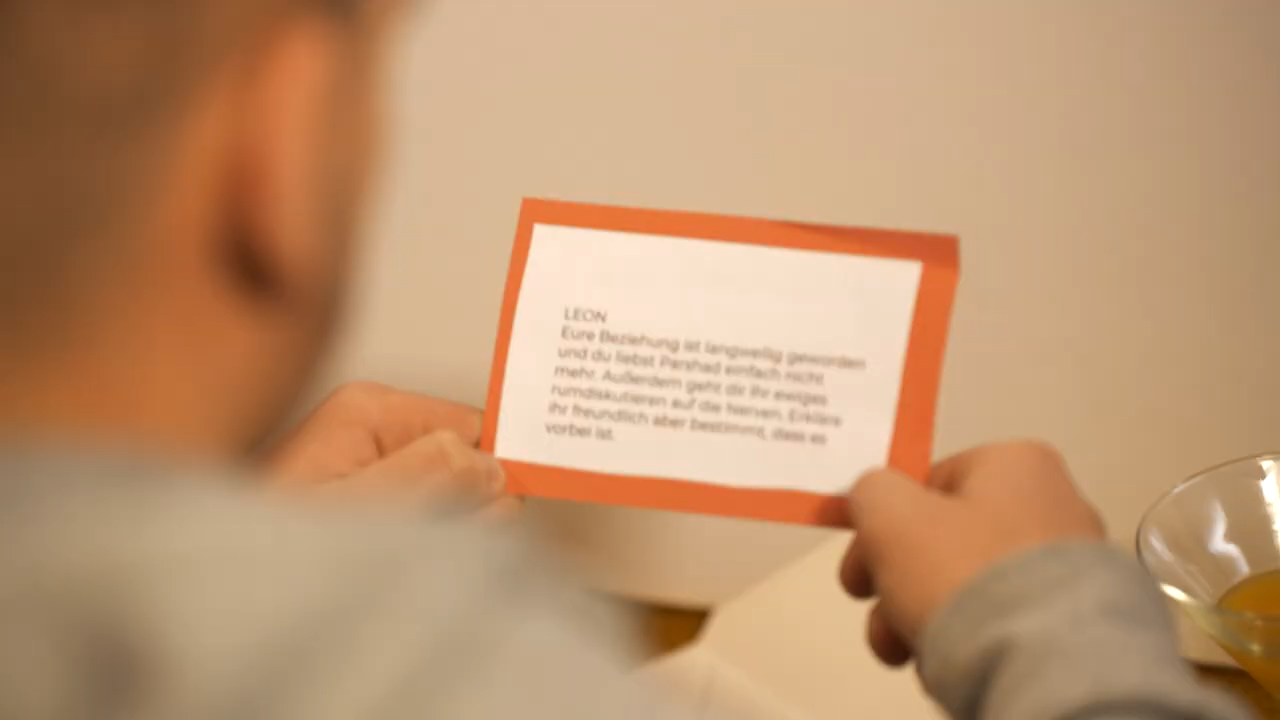 LEON
Eure Beziehung ist langweilig geworden
und du liebst Parshad einfach nicht
mehr. Außerdem geht dir ihr ewiges
rumdiskutieren auf die Nerven. Erkläre
ihr freundlich aber bestimmt, dass es
vorbei ist.